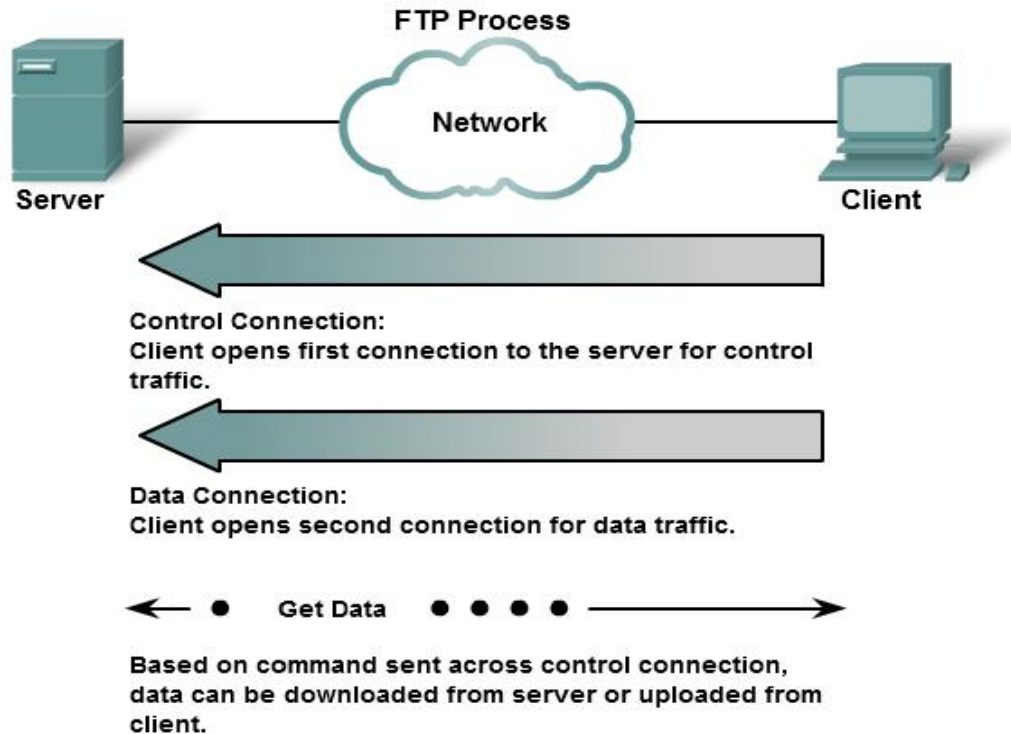 FTP Process
Network
Server
Client
Control Connection:
Client opens first connection to the server for control
traffic.
Data Connection:
Client opens second connection for data traffic.
Get Data
Based on command sent across control connection,
data can be downloaded from server or uploaded from
client.